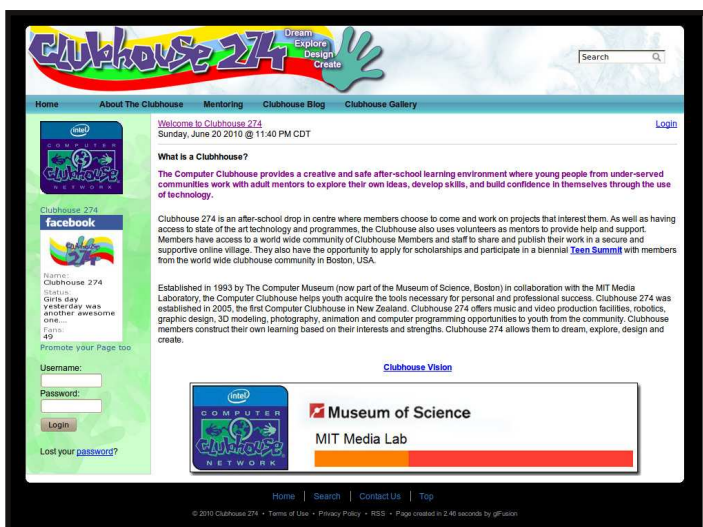 Clubhouse 274
Dream
Explore
Design
Create
Search
Home About The Clubhouse Mentoring Clubhouse Blog Clubhouse Gallery
Welcome to Clubhouse 274
Login
Sunday, June 20 2010 @ 11:40 PM CDT
intel
COMPUTER
Clubhouse
NETWORK
Clubhouse 274
facebook
Clubhouse
274
Name:
Clubhouse 274
Status:
Girls day
yesterday was
another awesome
one....
Fans:
49
Promote your Page too
Username:
Password:
Login
Lost your password?
What is a Clubhhouse?
The Computer Clubhouse provides a creative and safe after-school learning environment where young people from under-served
communities work with adult mentors to explore their own ideas, develop skills, and build confidence in themselves through the use
of technology.
Clubhouse 274 is an after-school drop in centre where members choose to come and work on projects that interest them. As well as having
access to state of the art technology and programmes, the Clubhouse also uses volunteers as mentors to provide help and support.
Members have access to a world wide community of Clubhouse Members and staff to share and publish their work in a secure and
supportive online village. They also have the opportunity to apply for scholarships and participate in a biennial Teen Summit with members
from the world wide clubhouse community in Boston, USA.
Established in 1993 by The Computer Museum (now part of the Museum of Science, Boston) in collaboration with the MIT Media
Laboratory, the Computer Clubhouse helps youth acquire the tools necessary for personal and professional success. Clubhouse 274 was
established in 2005, the first Computer Clubhouse in New Zealand. Clubhouse 274 offers music and video production facilities, robotics,
graphic design, 3D modeling, photography, animation and computer programming opportunities to youth from the community. Clubhouse
members construct their own learning based on their interests and strengths. Clubhouse 274 allows them to dream, explore, design and
create.
Clubhouse Vision
intel
COMPUTER
Clubhouse
NETWORK
Museum of Science
MIT Media Lab
Home Search Contact Us Top
© 2010 Clubhouse 274 • Terms of Use • Privacy Policy • RSS • Page created in 2.46 seconds by glFusion